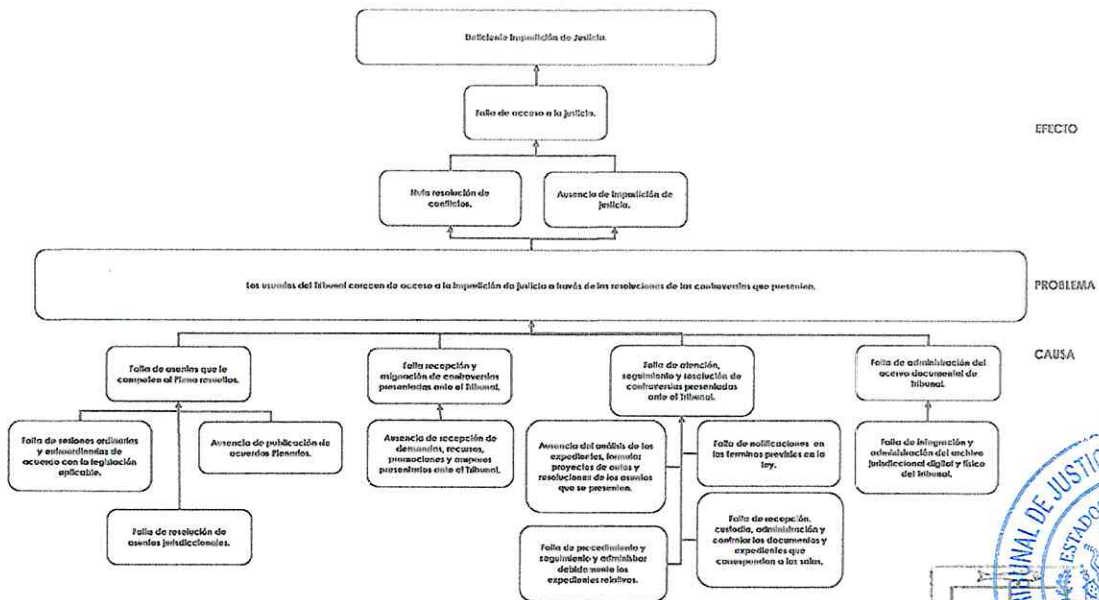 Deficiente Impartición de Justicia.
Falta de acceso a la justicia.
EFECTO
Nula resolución de
conflictos.
Ausencia de impartición de
justicia.
Los usuarios del Tribunal carecen de acceso a la impartición de justicia a través de las resoluciones de las controversias que presenten.
PROBLEMA
CAUSA
Falta de asuntos que le
competen al Pleno resueltos.
Falta recepción y
asignación de controversias
presentadas ante el Tribunal.
Falta de atención,
seguimiento y resolución de
controversias presentadas
ante el Tribunal.
Falta de administración del
acervo documental de
Tribunal.
Falta de sesiones ordinarias
y extraordinarias de
acuerdo con la legislación
aplicable.
Ausencia de publicación de
acuerdos Plenarios.
Ausencia de recepción de
demandas, recursos,
promociones y amparos
presentarlos ante el Tribunal.
Ausencia del análisis de los
expedientes, formular
proyectos de autos y
resoluciones de los asuntos
que se presenten.
Falta de notificaciones en
los terminos previstos en la
ley.
Falta de integración y
administración del archivo
jurisdiccional digital y físico
del Tribunal.
Falta de resolución de
asuntos jurisdiccionales.
Falta de procedimiento y
seguimiento y administrar
debidamente los
expedientes relativos.
Falta de recepción,
custodia, administración y
controlar los documentos y
expedientes que
correspondan a las salas.
TRIBUNAL DE JUSTIC
ESTADO